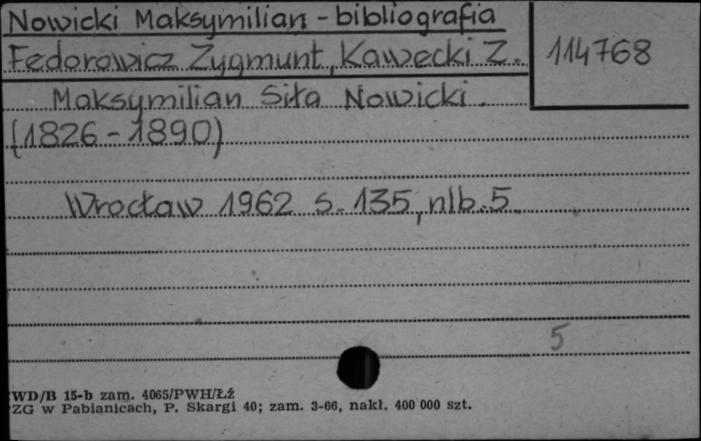 Nowicki Maksymilian - bibliografia
Fedorowicz Zygmunt, Kawecki Z.
114768
Maksymilian Siła Nowicki.
(1826 - 1890)
Wrocław 1962 s. 135, nlb. 5.
5
WD/B 15-b zam. 4065/PWH/Łź
ZG w Pabianicach, P. Skargi 40; zam. 3-66, nakł. 400 000 szt.